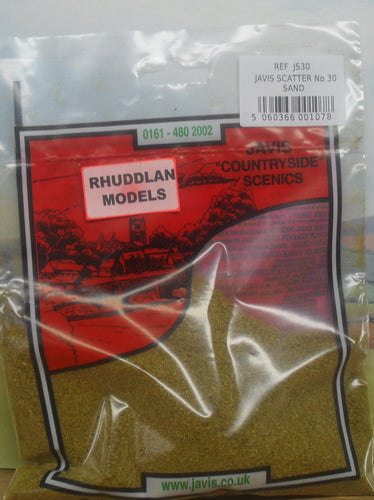 REF JS30
JAVIS SCATTER No 30
SAND
5 060366 001078
0161 - 480 2002
JAVIS
"COUNTRYSIDE"
SCENICS
RHUDDLAN
MODELS
www.javis.co.uk